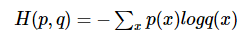 H(p, q) = − ∑ₓ p(x)logq(x)